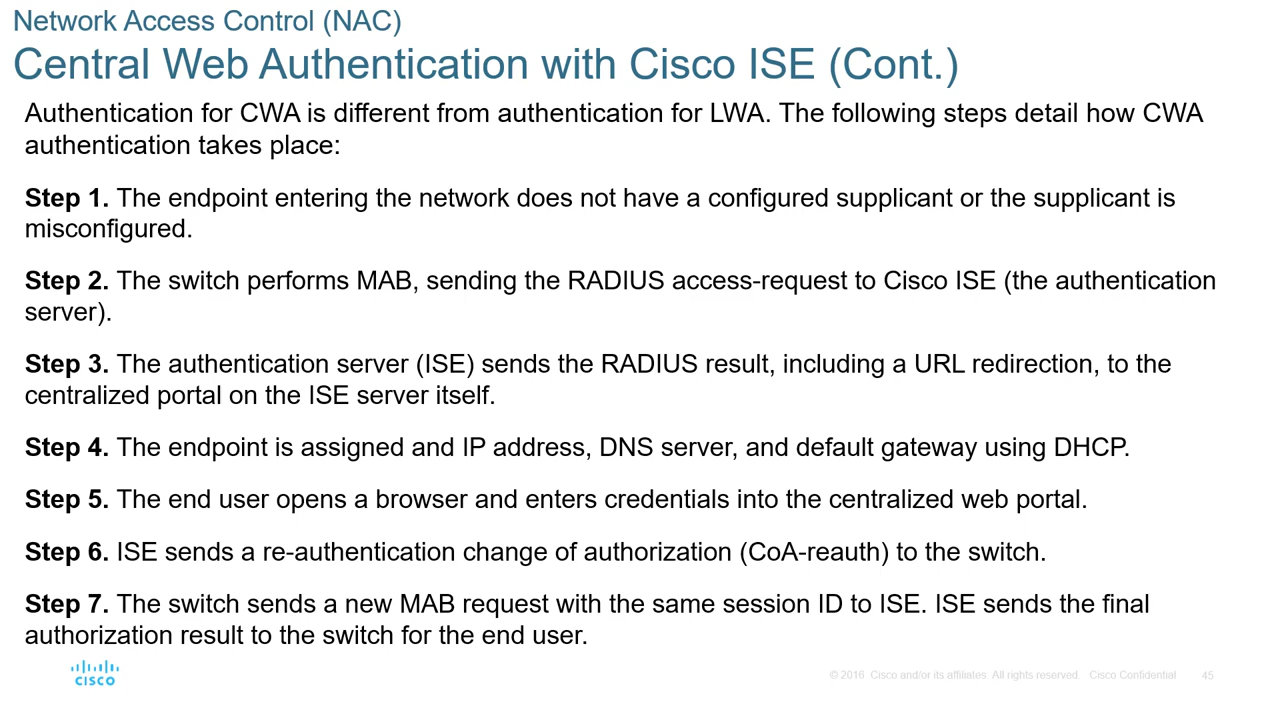 Network Access Control (NAC)
Central Web Authentication with Cisco ISE (Cont.)
Authentication for CWA is different from authentication for LWA. The following steps detail how CWA
authentication takes place:
Step 1. The endpoint entering the network does not have a configured supplicant or the supplicant is
misconfigured.
Step 2. The switch performs MAB, sending the RADIUS access-request to Cisco ISE (the authentication
server).
Step 3. The authentication server (ISE) sends the RADIUS result, including a URL redirection, to the
centralized portal on the ISE server itself.
Step 4. The endpoint is assigned and IP address, DNS server, and default gateway using DHCP.
Step 5. The end user opens a browser and enters credentials into the centralized web portal.
Step 6. ISE sends a re-authentication change of authorization (CoA-reauth) to the switch.
Step 7. The switch sends a new MAB request with the same session ID to ISE. ISE sends the final
authorization result to the switch for the end user.
CISCO
© 2016 Cisco and/or its affiliates. All rights reserved. Cisco Confidential 45